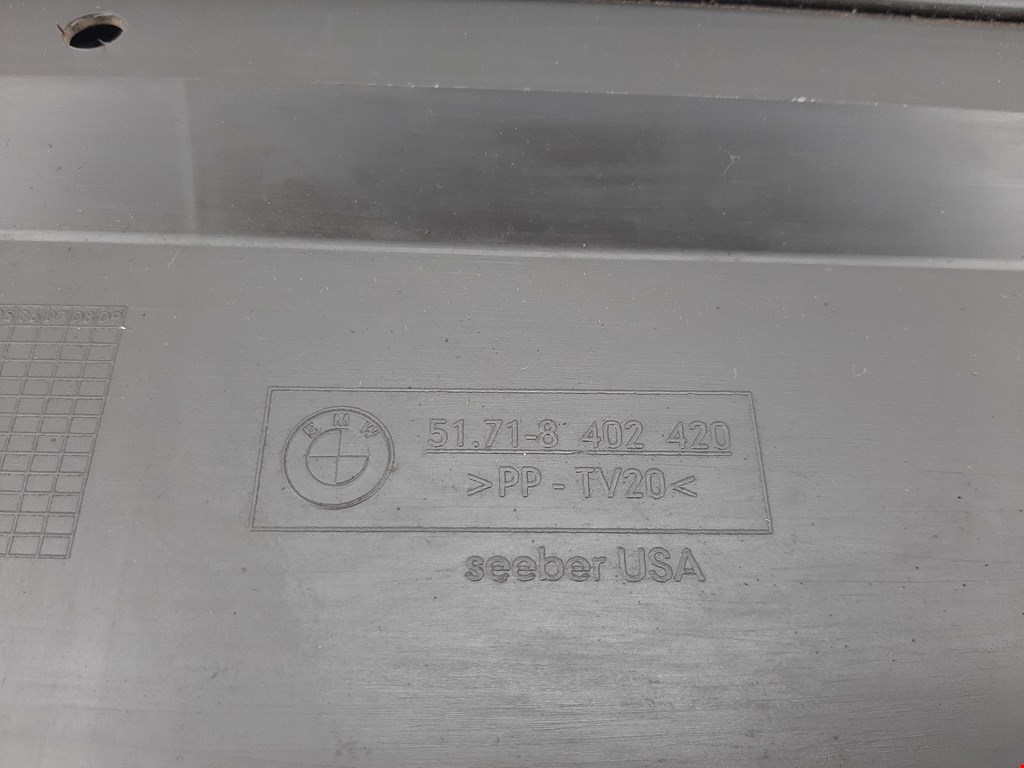 BMW
51.71-8 402 420
>PP - TV20<
seeber USA